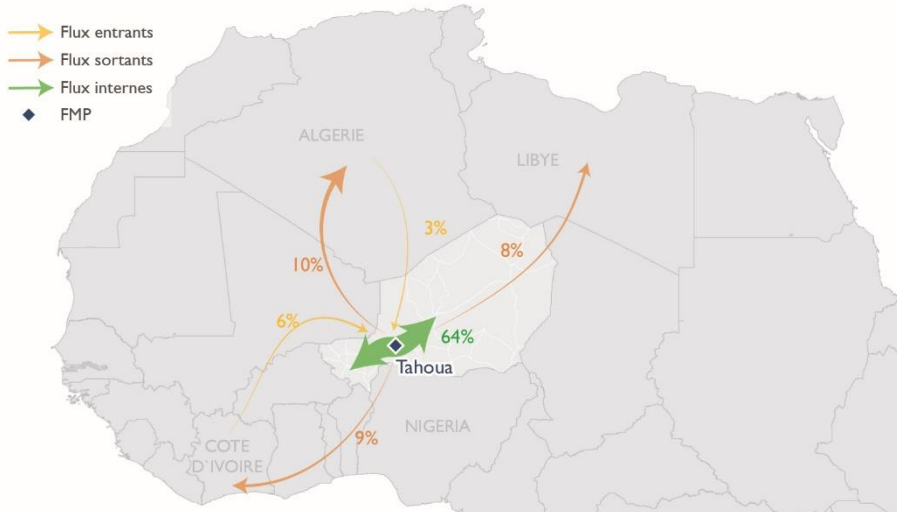 Flux entrants
Flux sortants
Flux internes
FMP
ALGERIE
LIBYE
3%
8%
10%
6%
64%
Tahoua
NIGERIA
9%
COTE
D`IVOIRE